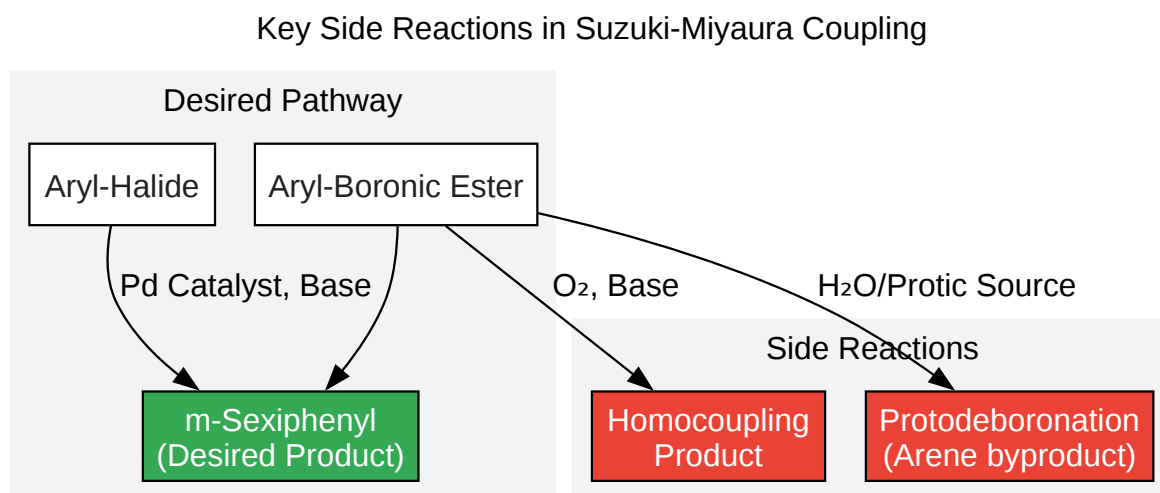 Key Side Reactions in Suzuki-Miyaura Coupling
Desired Pathway
Aryl-Halide
Aryl-Boronic Ester
Pd Catalyst, Base
O₂, Base
H₂O/Protic Source
Side Reactions
m-Sexiphenyl
(Desired Product)
Homocoupling
Product
Protodeboronation
(Arene byproduct)